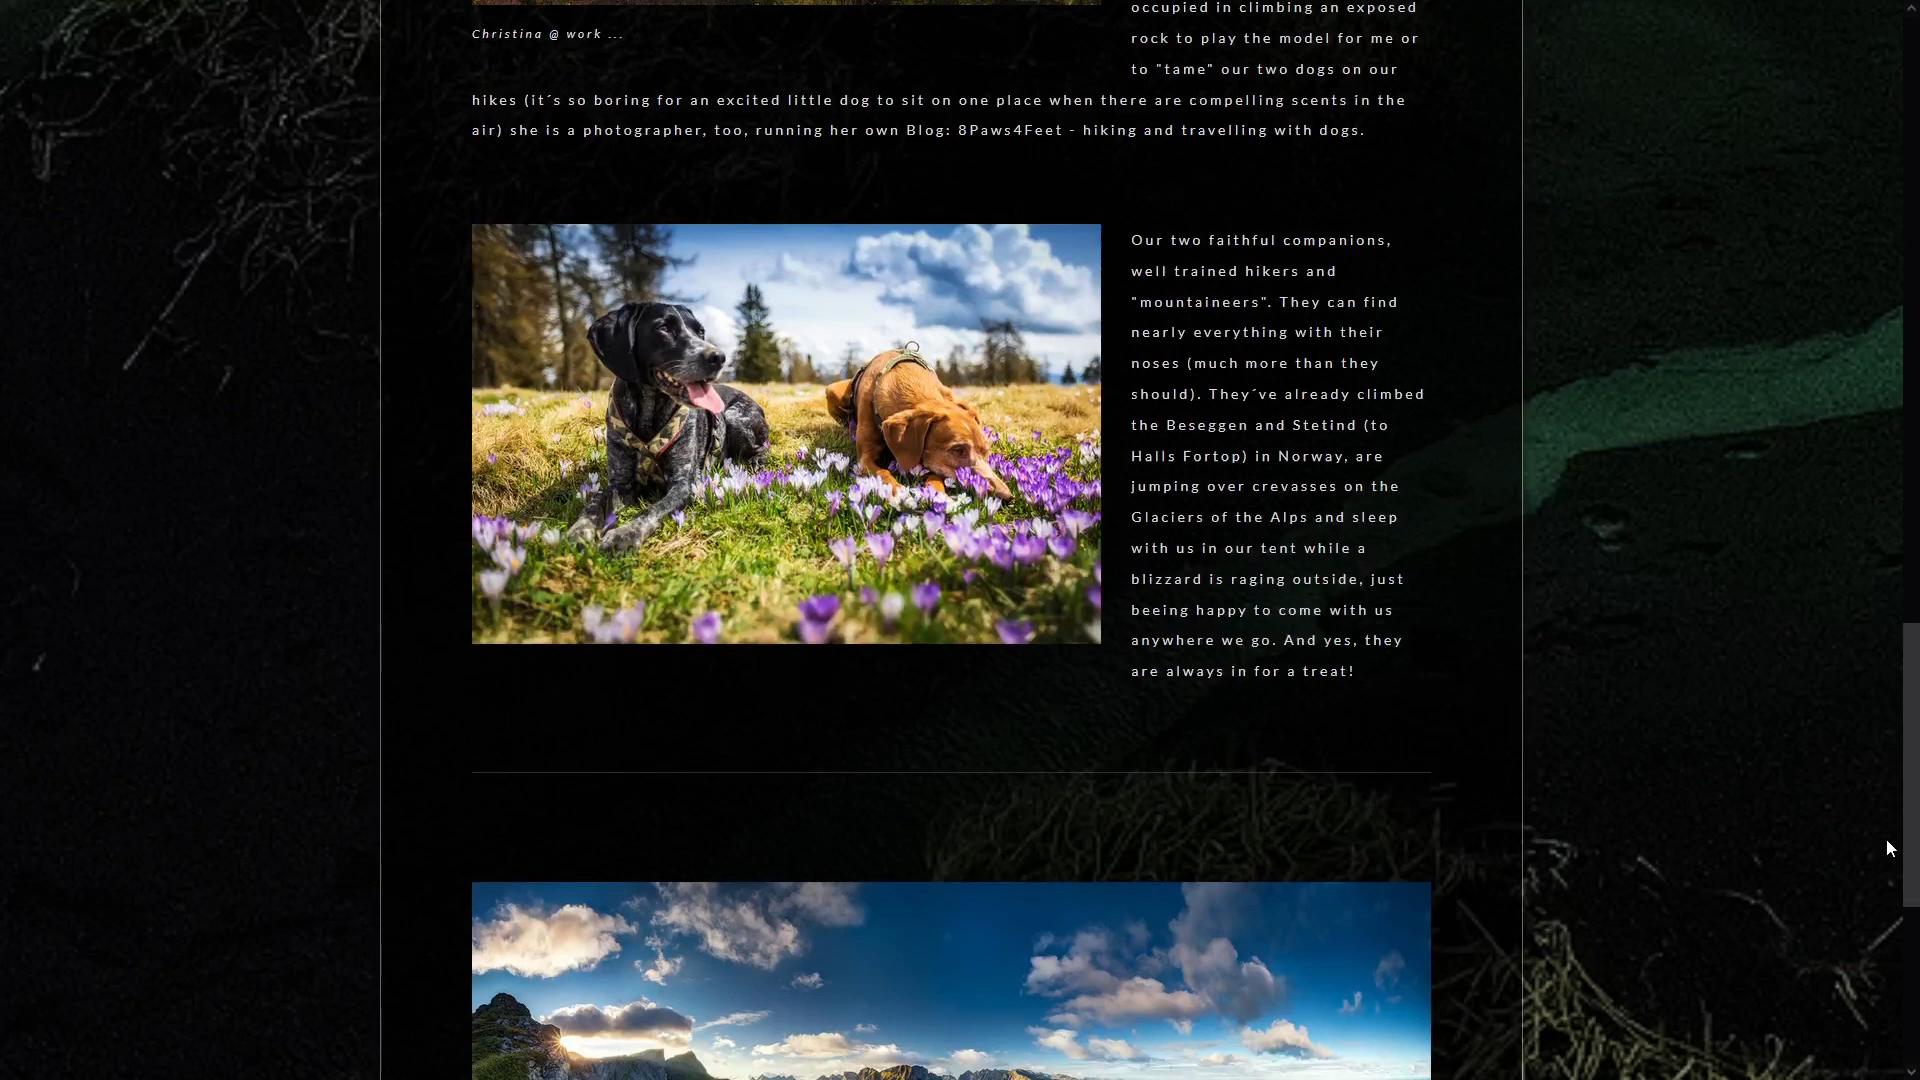 occupied in climbing an exposed
Christina @ work ...
rock to play the model for me or
to "tame" our two dogs on our
hikes (it´s so boring for an excited little dog to sit on one place when there are compelling scents in the
air) she is a photographer, too, running her own Blog: 8Paws4Feet - hiking and travelling with dogs.
Our two faithful companions,
well trained hikers and
"mountaineers". They can find
nearly everything with their
noses (much more than they
should). They´ve already climbed
the Beseggen and Stetind (to
Halls Fortop) in Norway, are
jumping over crevasses on the
Glaciers of the Alps and sleep
with us in our tent while a
blizzard is raging outside, just
beeing happy to come with us
anywhere we go. And yes, they
are always in for a treat!